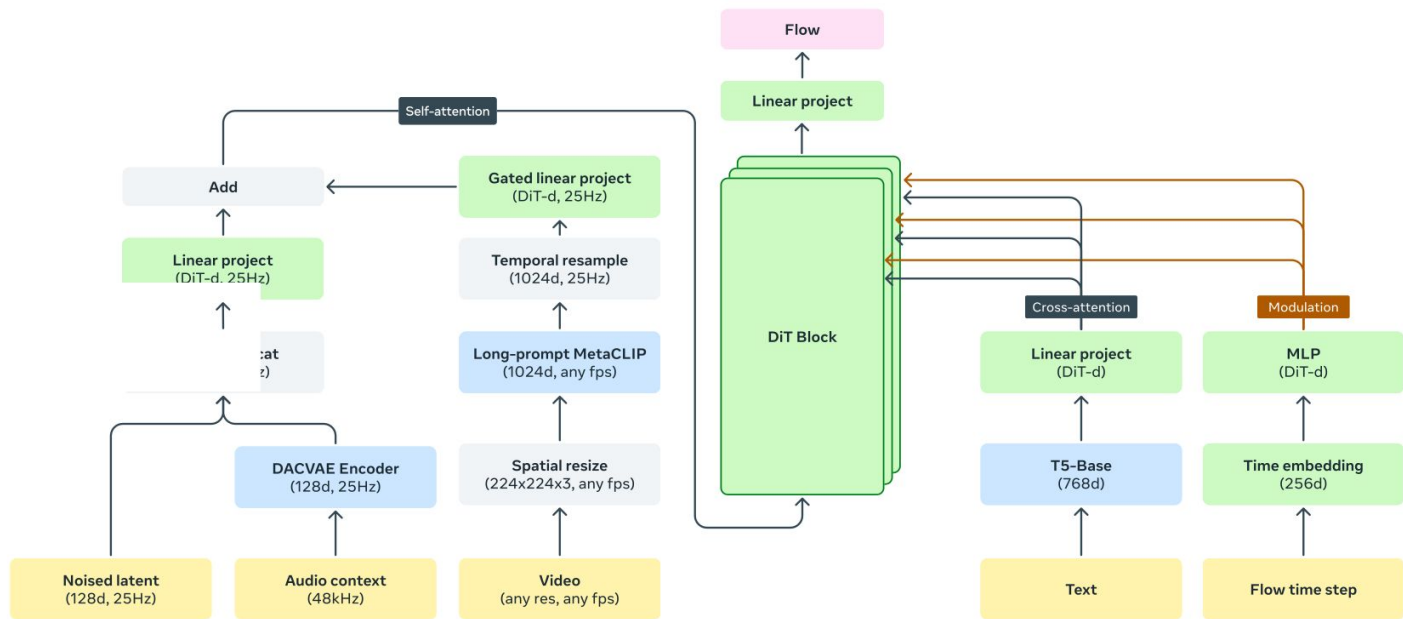 Flow
Linear project
Self-attention
Add
Gated linear project
(DiT-d, 25Hz)
Linear project
(DiT-d, 25Hz)
Temporal resample
(1024d, 25Hz)
DiT Block
Cross-attention
Modulation
cat
z)
Long-prompt MetaCLIP
(1024d, any fps)
Linear project
(DiT-d)
MLP
(DiT-d)
DACVAE Encoder
(128d, 25Hz)
Spatial resize
(224x224x3, any fps)
T5-Base
(768d)
Time embedding
(256d)
Noised latent
(128d, 25Hz)
Audio context
(48kHz)
Video
(any res, any fps)
Text
Flow time step